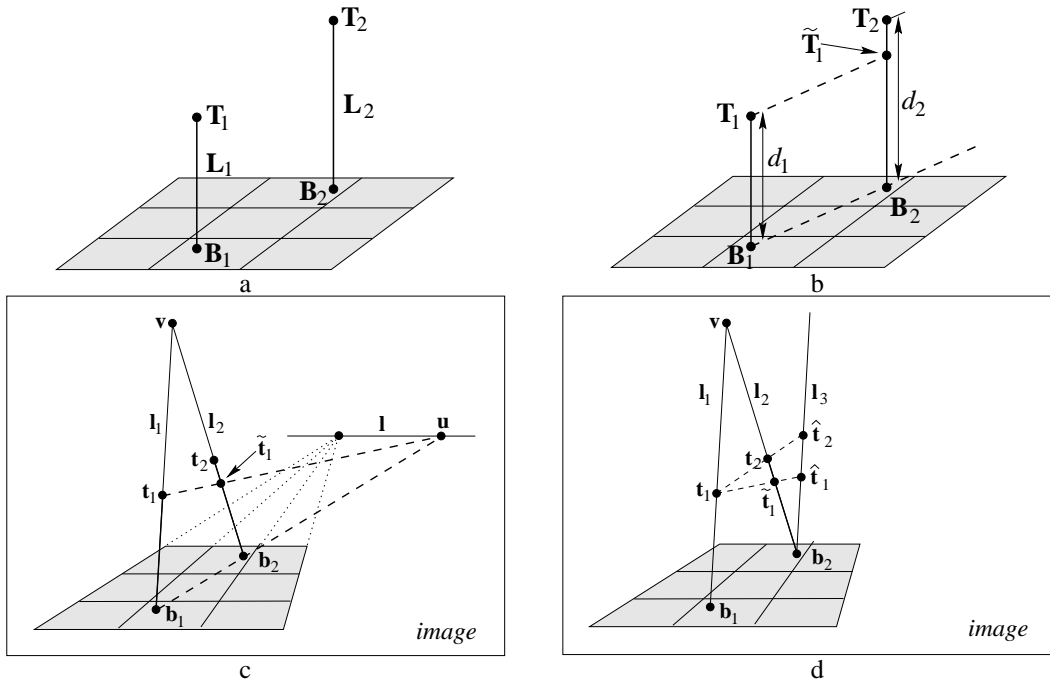 T2
L2
T1
L1
B2
B1
a
T2
T̃1
d2
T1
d1
B2
B1
b
v
l1
l2
l
u
t̃1
t2
t1
b2
b1
image
c
v
l1
l2
l3
t̂2
t2
t̂1
t1
t̃1
b2
b1
image
d